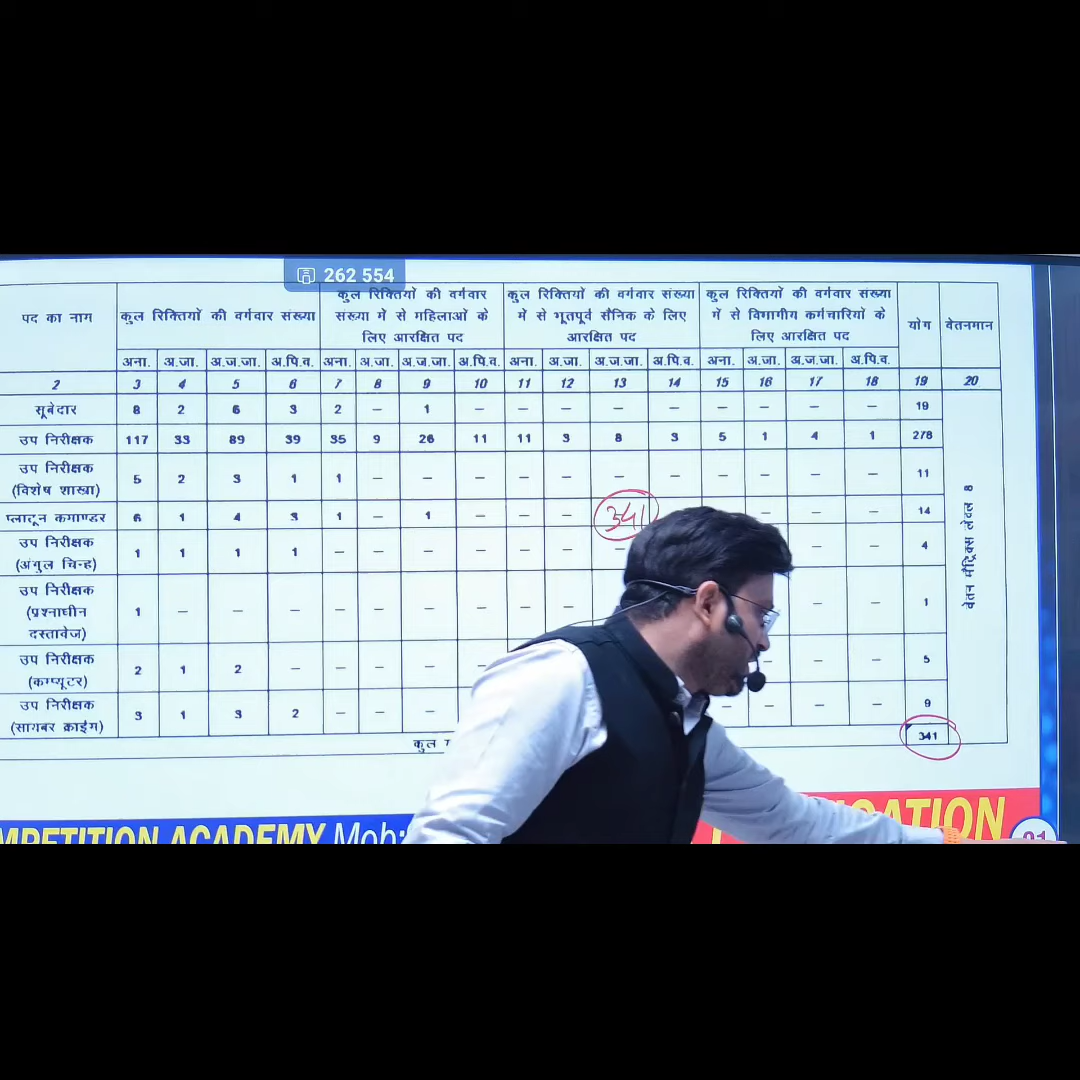 262 554
पद का नाग
कुल रिक्तियों की वर्गवार संख्या
कुल रिक्तियों की वर्गवार
संख्या में से महिलाओं के
लिए आरक्षित पद
कुल रिक्तियों की वर्गवार संख्या
में से भूतपूर्व सैनिक के लिए
आरक्षित पद
कुल रिक्तियों की वर्गवार संख्या
में से विभागीय कर्मचारियों के
लिए आरक्षित पद
योग
वेतनमान
अना. अ.जा. अ.ज.जा. अ.पि.व. अना. अ.जा. अ.ज.जा. अ.पि.व. अना. अ.जा. अ.ज.जा. अ.पि.व. अना. अ.जा. अ.ज.जा. अ.पि.व.
2 3 4 5 6 7 8 9 10 11 12 13 14 15 16 17 18 19 20
सूबेदार 8 2 6 3 2 – 1 – – – – – – – – – 19
उप निरीक्षक 117 33 89 39 35 9 26 11 11 3 8 3 5 1 4 1 278
उप निरीक्षक
(विशेष शाखा) 5 2 3 1 1 – – – – – – – – – – – 11
प्लाटून कमाण्डर 6 1 4 3 1 – 1 – – – 341 – – – 14
उप निरीक्षक
(अंगुल चिन्ह) 1 1 1 1 – – – – – – – – – 4
उप निरीक्षक
(प्रश्नाधीन
दस्तावेज) 1 – – – – – – – – – – – 1
उप निरीक्षक
(कम्प्यूटर) 2 1 2 – – – – – – – – 5
उप निरीक्षक
(सायबर क्राईम) 3 1 3 2 – – – – – – – 9
वेतन मैट्रिक्स लेवल 8
कुल
341
ACADEMY Mob: